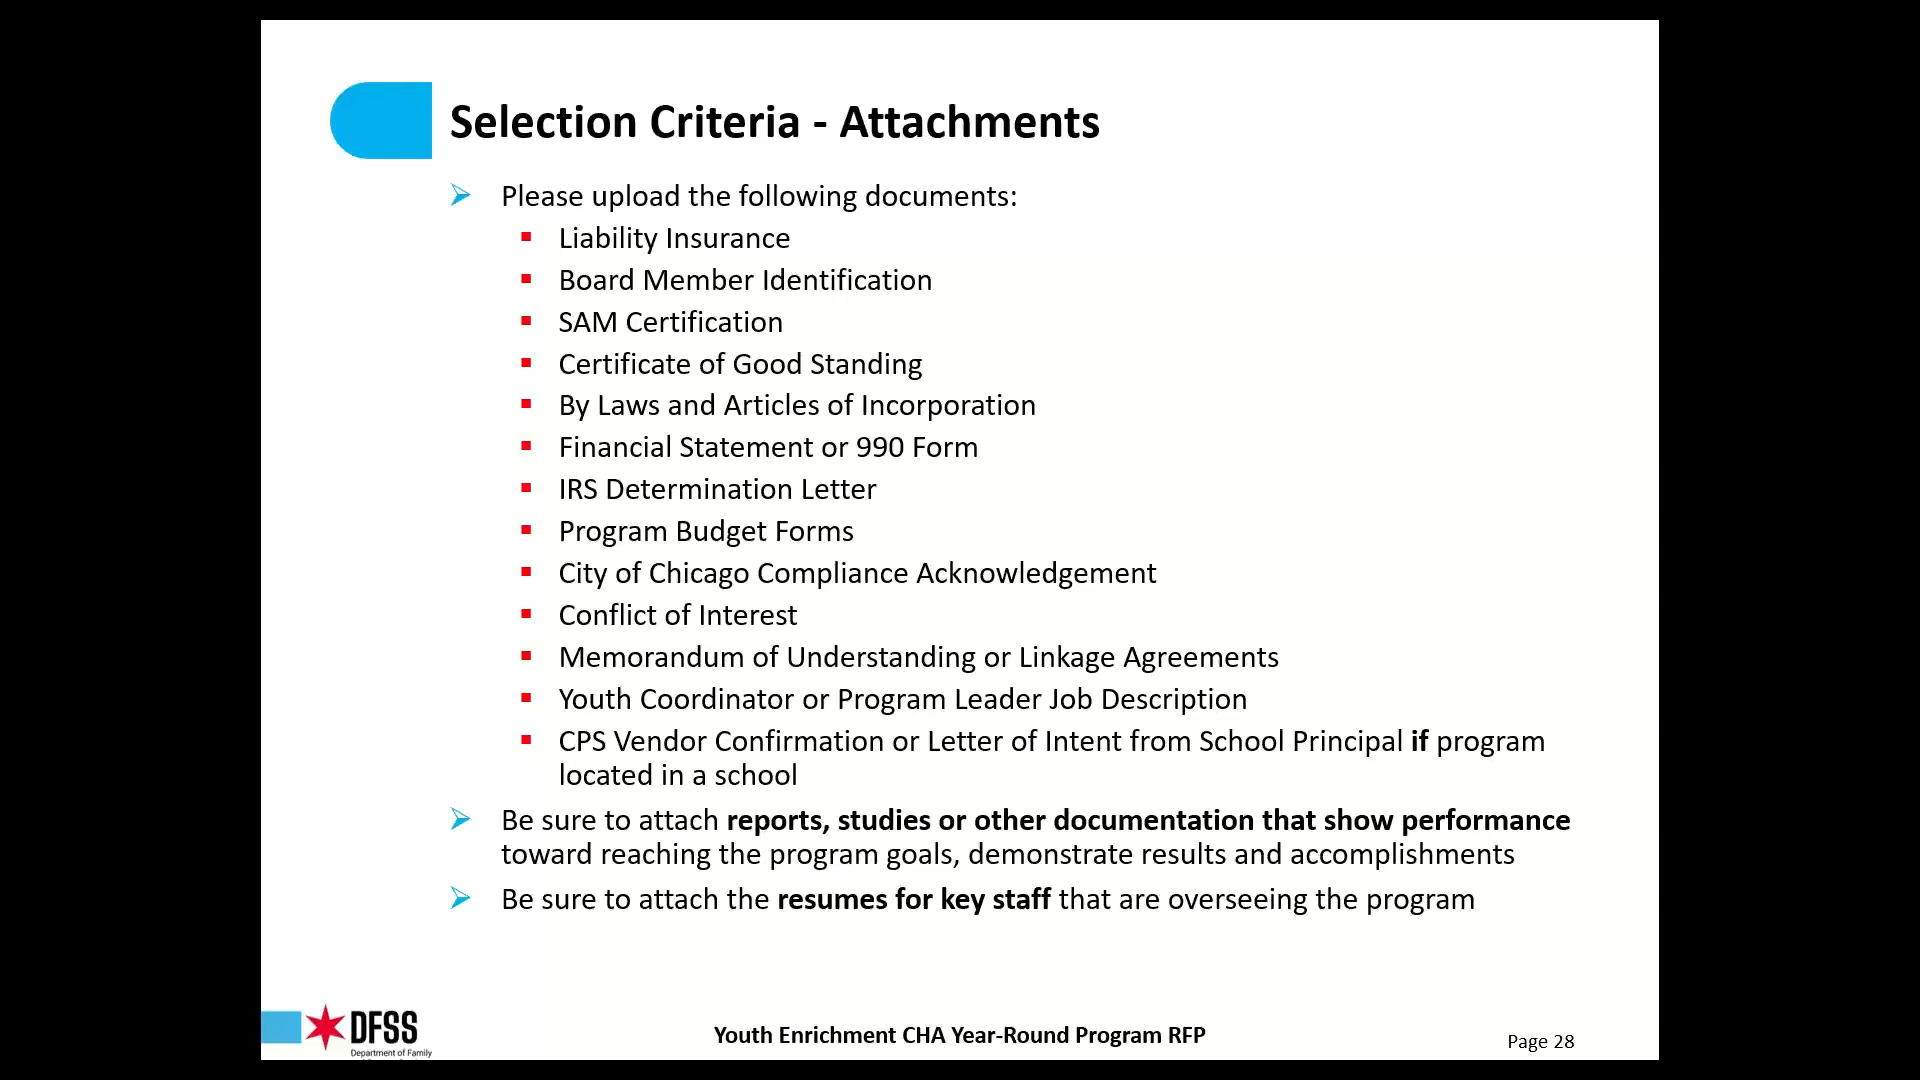 Selection Criteria - Attachments
Please upload the following documents:
Liability Insurance
Board Member Identification
SAM Certification
Certificate of Good Standing
By Laws and Articles of Incorporation
Financial Statement or 990 Form
IRS Determination Letter
Program Budget Forms
City of Chicago Compliance Acknowledgement
Conflict of Interest
Memorandum of Understanding or Linkage Agreements
Youth Coordinator or Program Leader Job Description
CPS Vendor Confirmation or Letter of Intent from School Principal if program
located in a school
Be sure to attach reports, studies or other documentation that show performance
toward reaching the program goals, demonstrate results and accomplishments
Be sure to attach the resumes for key staff that are overseeing the program
DFSS
Department of Family
Youth Enrichment CHA Year-Round Program RFP
Page 28